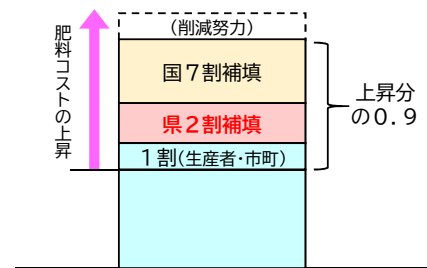 肥料コストの上昇
(削減努力)
国7割補填
県2割補填
1割(生産者・市町)
上昇分
の0.9